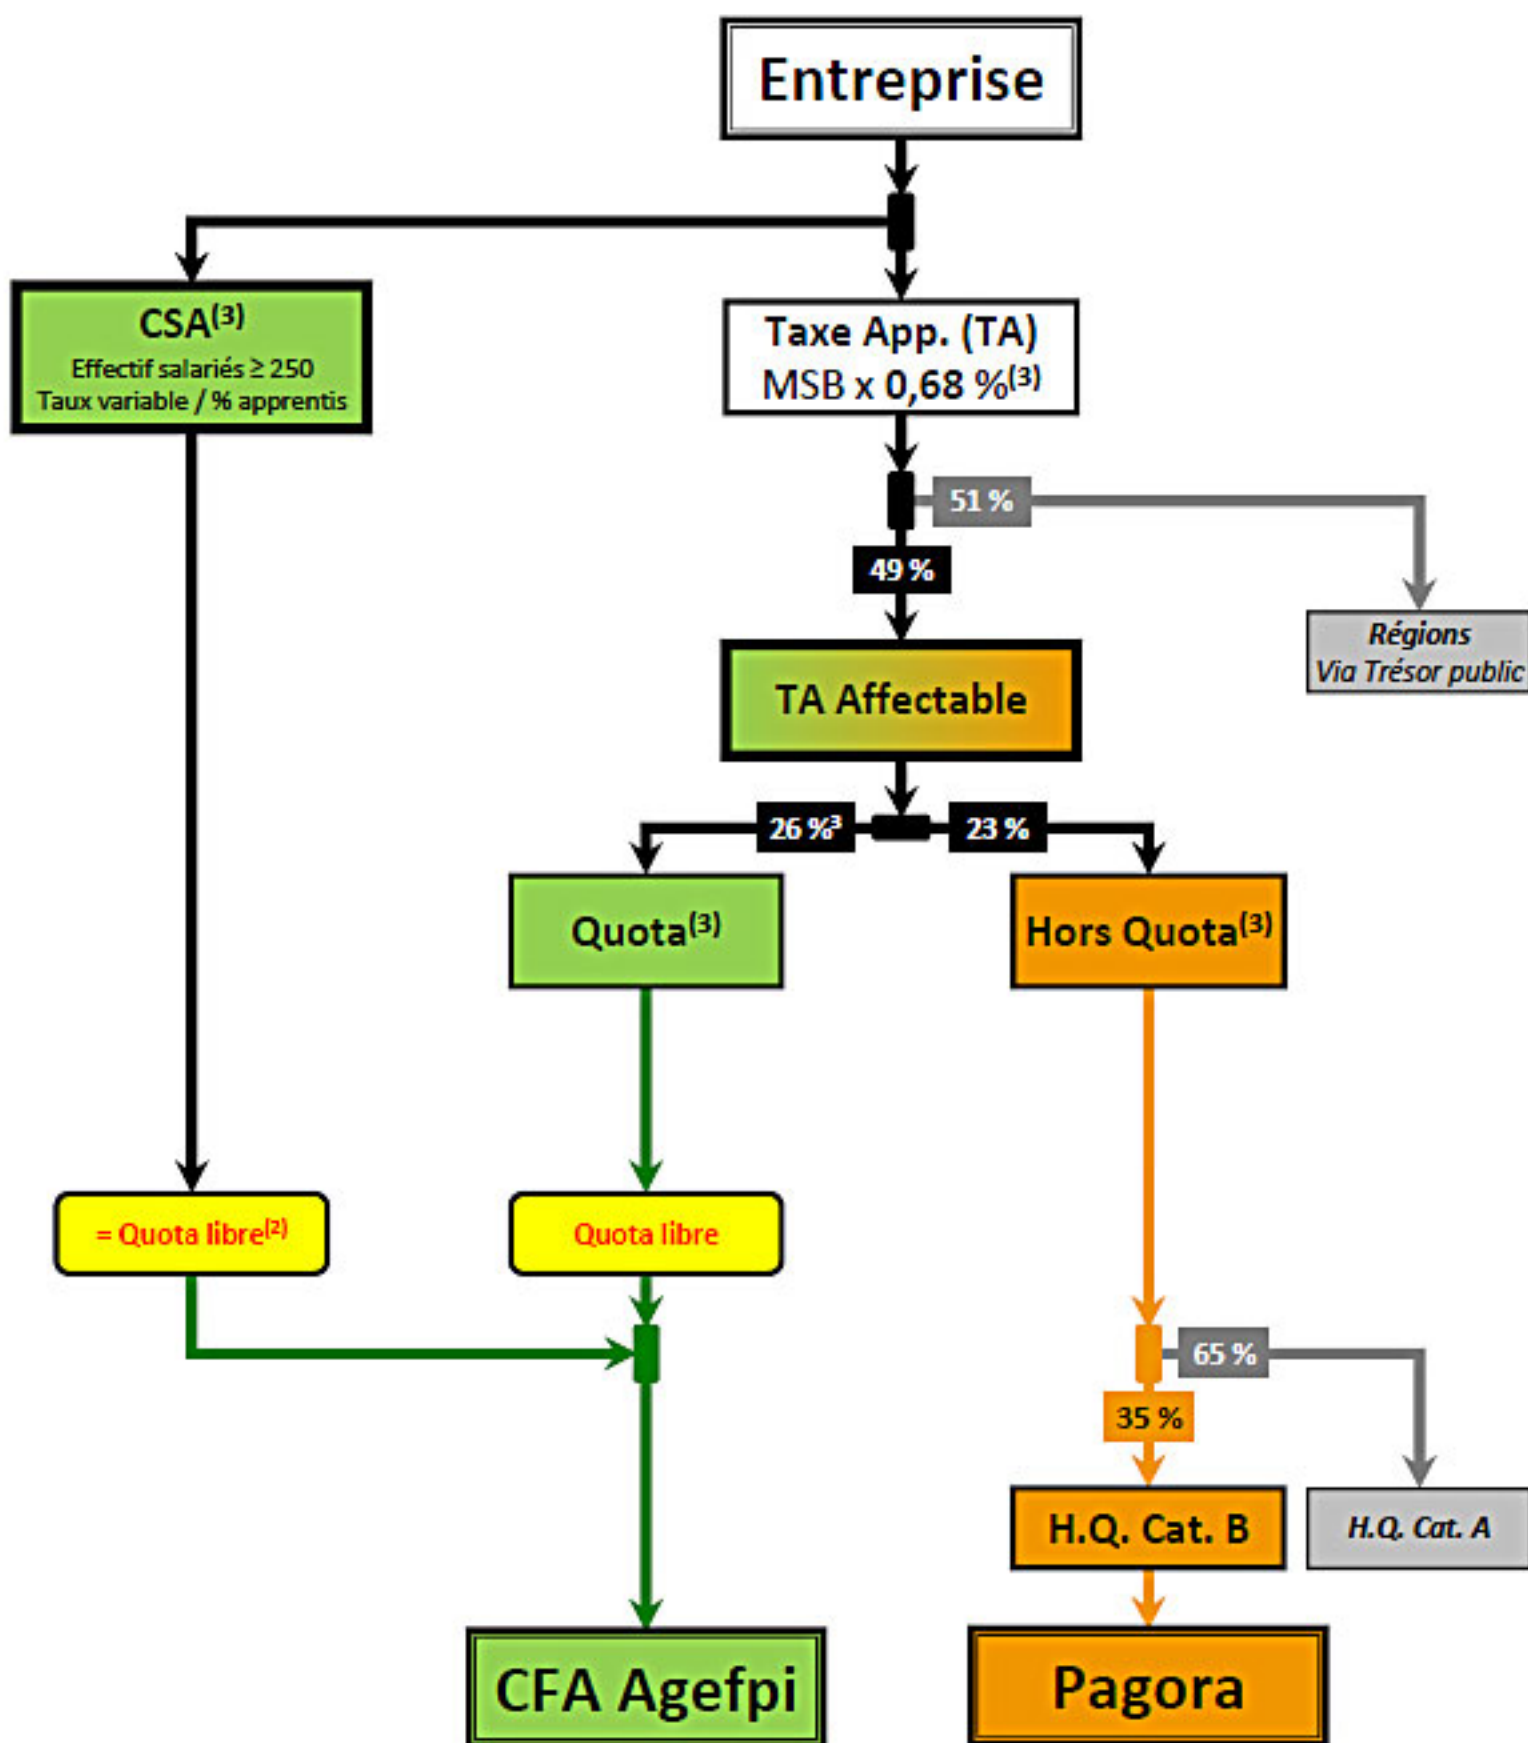 Entreprise
CSA(3)
Effectif salariés ≥ 250
Taux variable / % apprentis
Taxe App. (TA)
MSB x 0,68 %(3)
51 %
49 %
Régions
Via Trésor public
TA Affectable
26 %3
23 %
Quota(3)
Hors Quota(3)
= Quota libre(2)
Quota libre
65 %
35 %
H.Q. Cat. B
H.Q. Cat. A
CFA Agefpi
Pagora